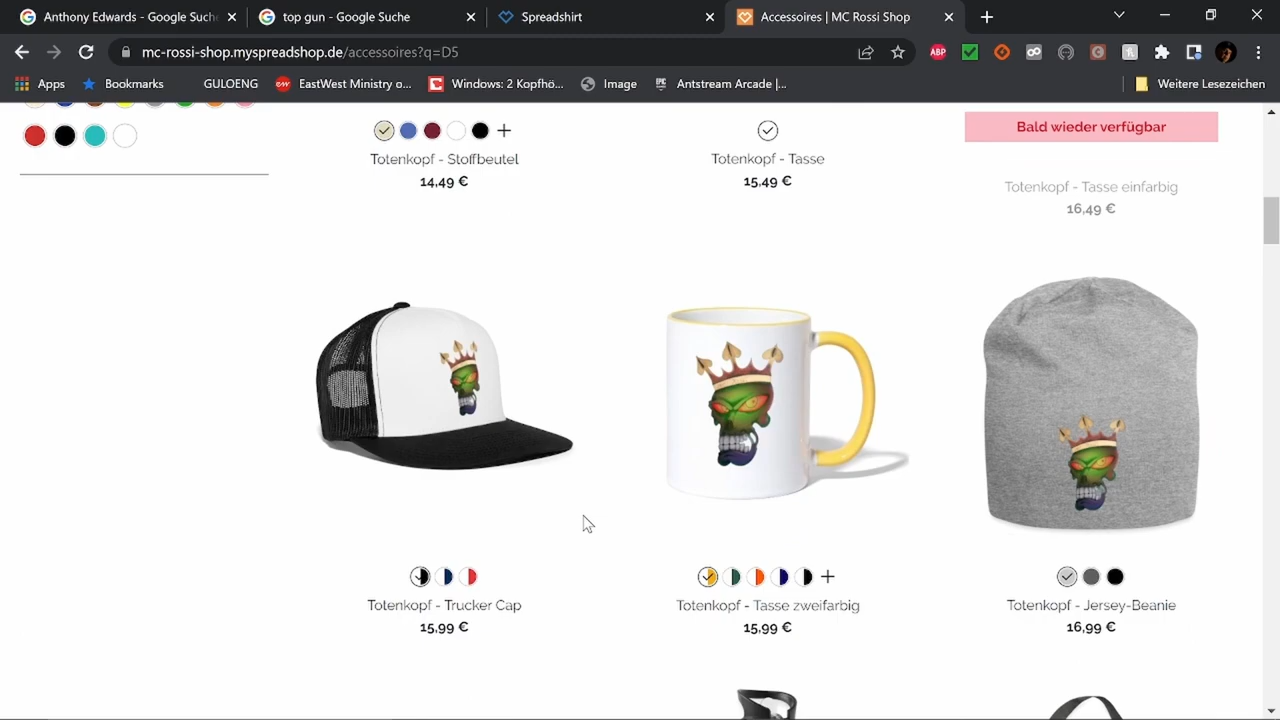 Anthony Edwards - Google Suche
top gun - Google Suche
Spreadshirt
Accessoires | MC Rossi Shop
mc-rossi-shop.myspreadshop.de/accessoires?q=D5
ABP
Apps
Bookmarks
GULOENG
EastWest Ministry o...
Windows: 2 Kopfho...
Image
Antstream Arcade |...
Weitere Lesezeichen
Bald wieder verfügbar
Totenkopf - Stoffbeutel
14,49 €
Totenkopf - Tasse
15,49 €
Totenkopf - Tasse einfarbig
16,49 €
Totenkopf - Trucker Cap
15,99 €
Totenkopf - Tasse zweifarbig
15,99 €
Totenkopf - Jersey-Beanie
16,99 €